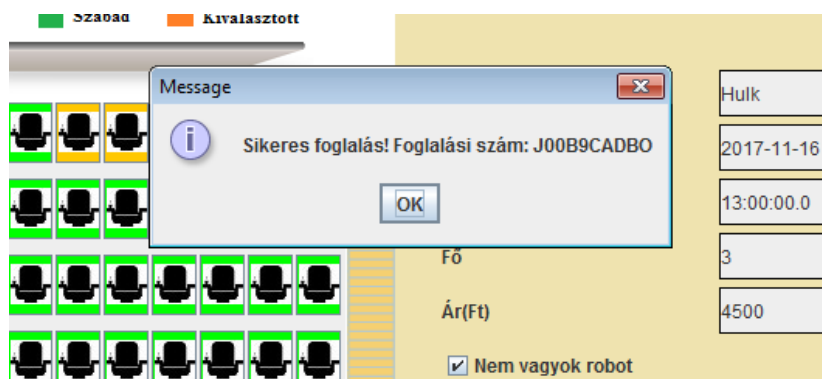 Szabad Kiválasztott
Message
Sikeres foglalás! Foglalási szám: J00B9CADBO
OK
Hulk
2017-11-16
13:00:00.0
Fő 3
Ár(Ft) 4500
Nem vagyok robot